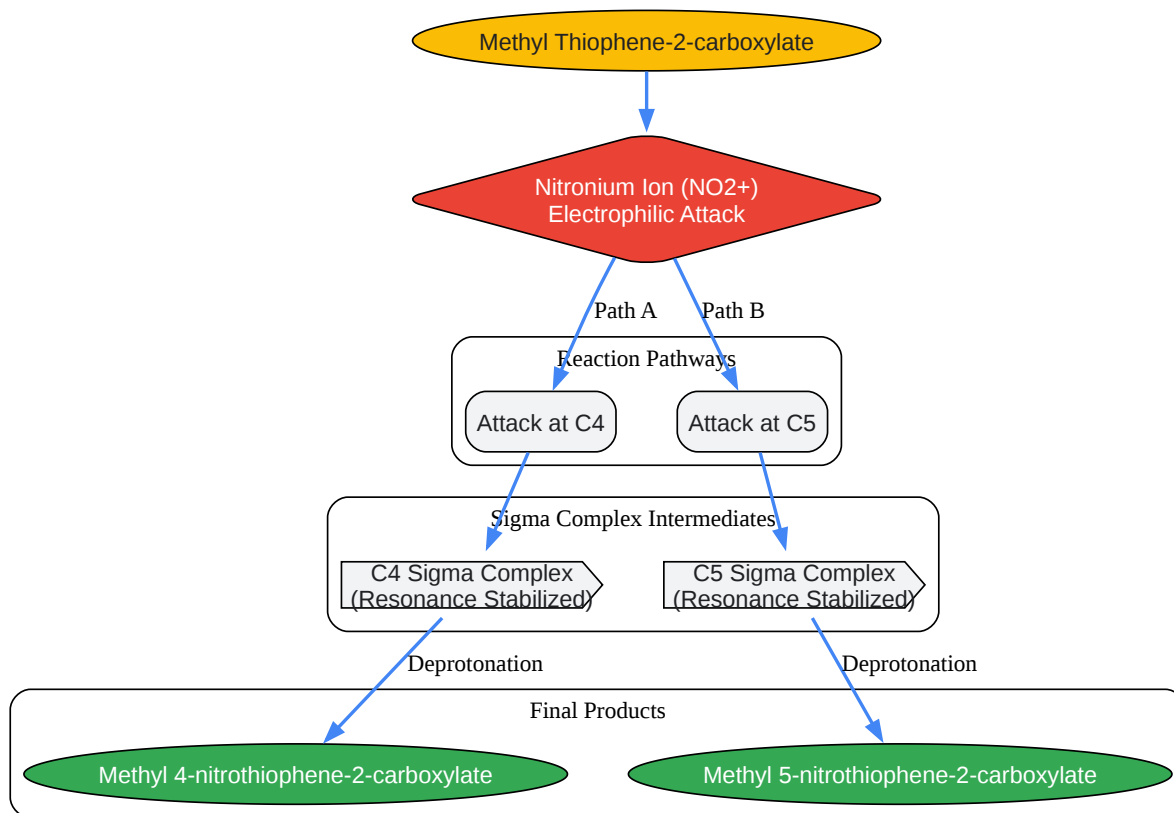 Methyl Thiophene-2-carboxylate
Nitronium Ion (NO2+)
Electrophilic Attack
Path A
Path B
Reaction Pathways
Attack at C4
Attack at C5
Sigma Complex Intermediates
C4 Sigma Complex
(Resonance Stabilized)
C5 Sigma Complex
(Resonance Stabilized)
Deprotonation
Deprotonation
Final Products
Methyl 4-nitrothiophene-2-carboxylate
Methyl 5-nitrothiophene-2-carboxylate